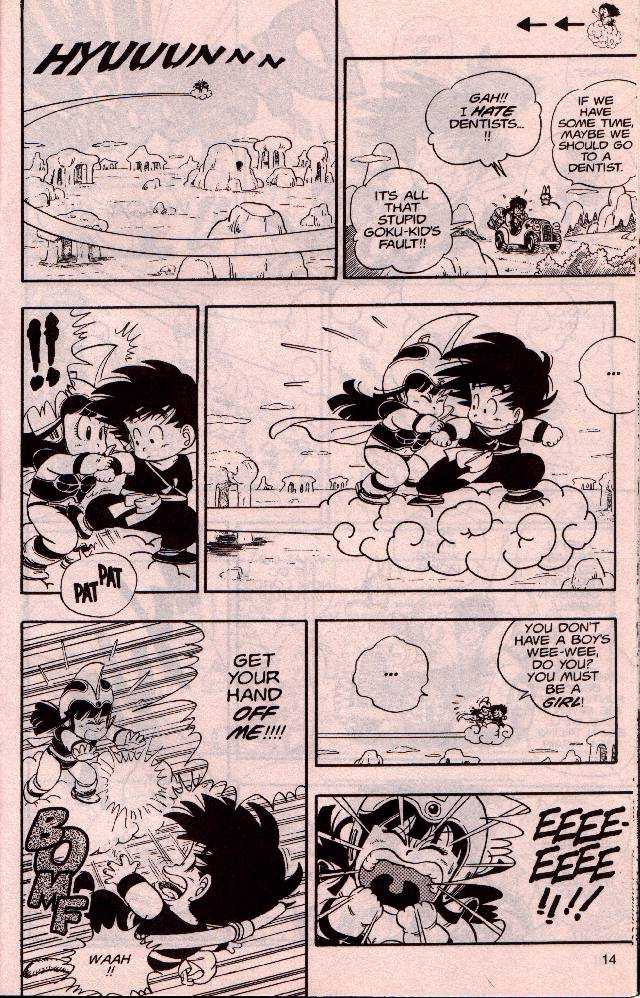 IF WE
HAVE
SOME TIME,
MAYBE WE
SHOULD GO
TO A
DENTIST.
GAH!!
I HATE
DENTISTS...
!!
IT'S ALL
THAT
STUPID
GOKU-KID'S
FAULT!!
HYUUUNNN
...
!!
PAT PAT
YOU DON'T
HAVE A BOY'S
WEE-WEE,
DO YOU?
YOU MUST
BE A
GIRL!
...
EEEE-
EEEE
!!!!
GET
YOUR
HAND
OFF
ME!!!!
BOMF
WAAH
!!
14